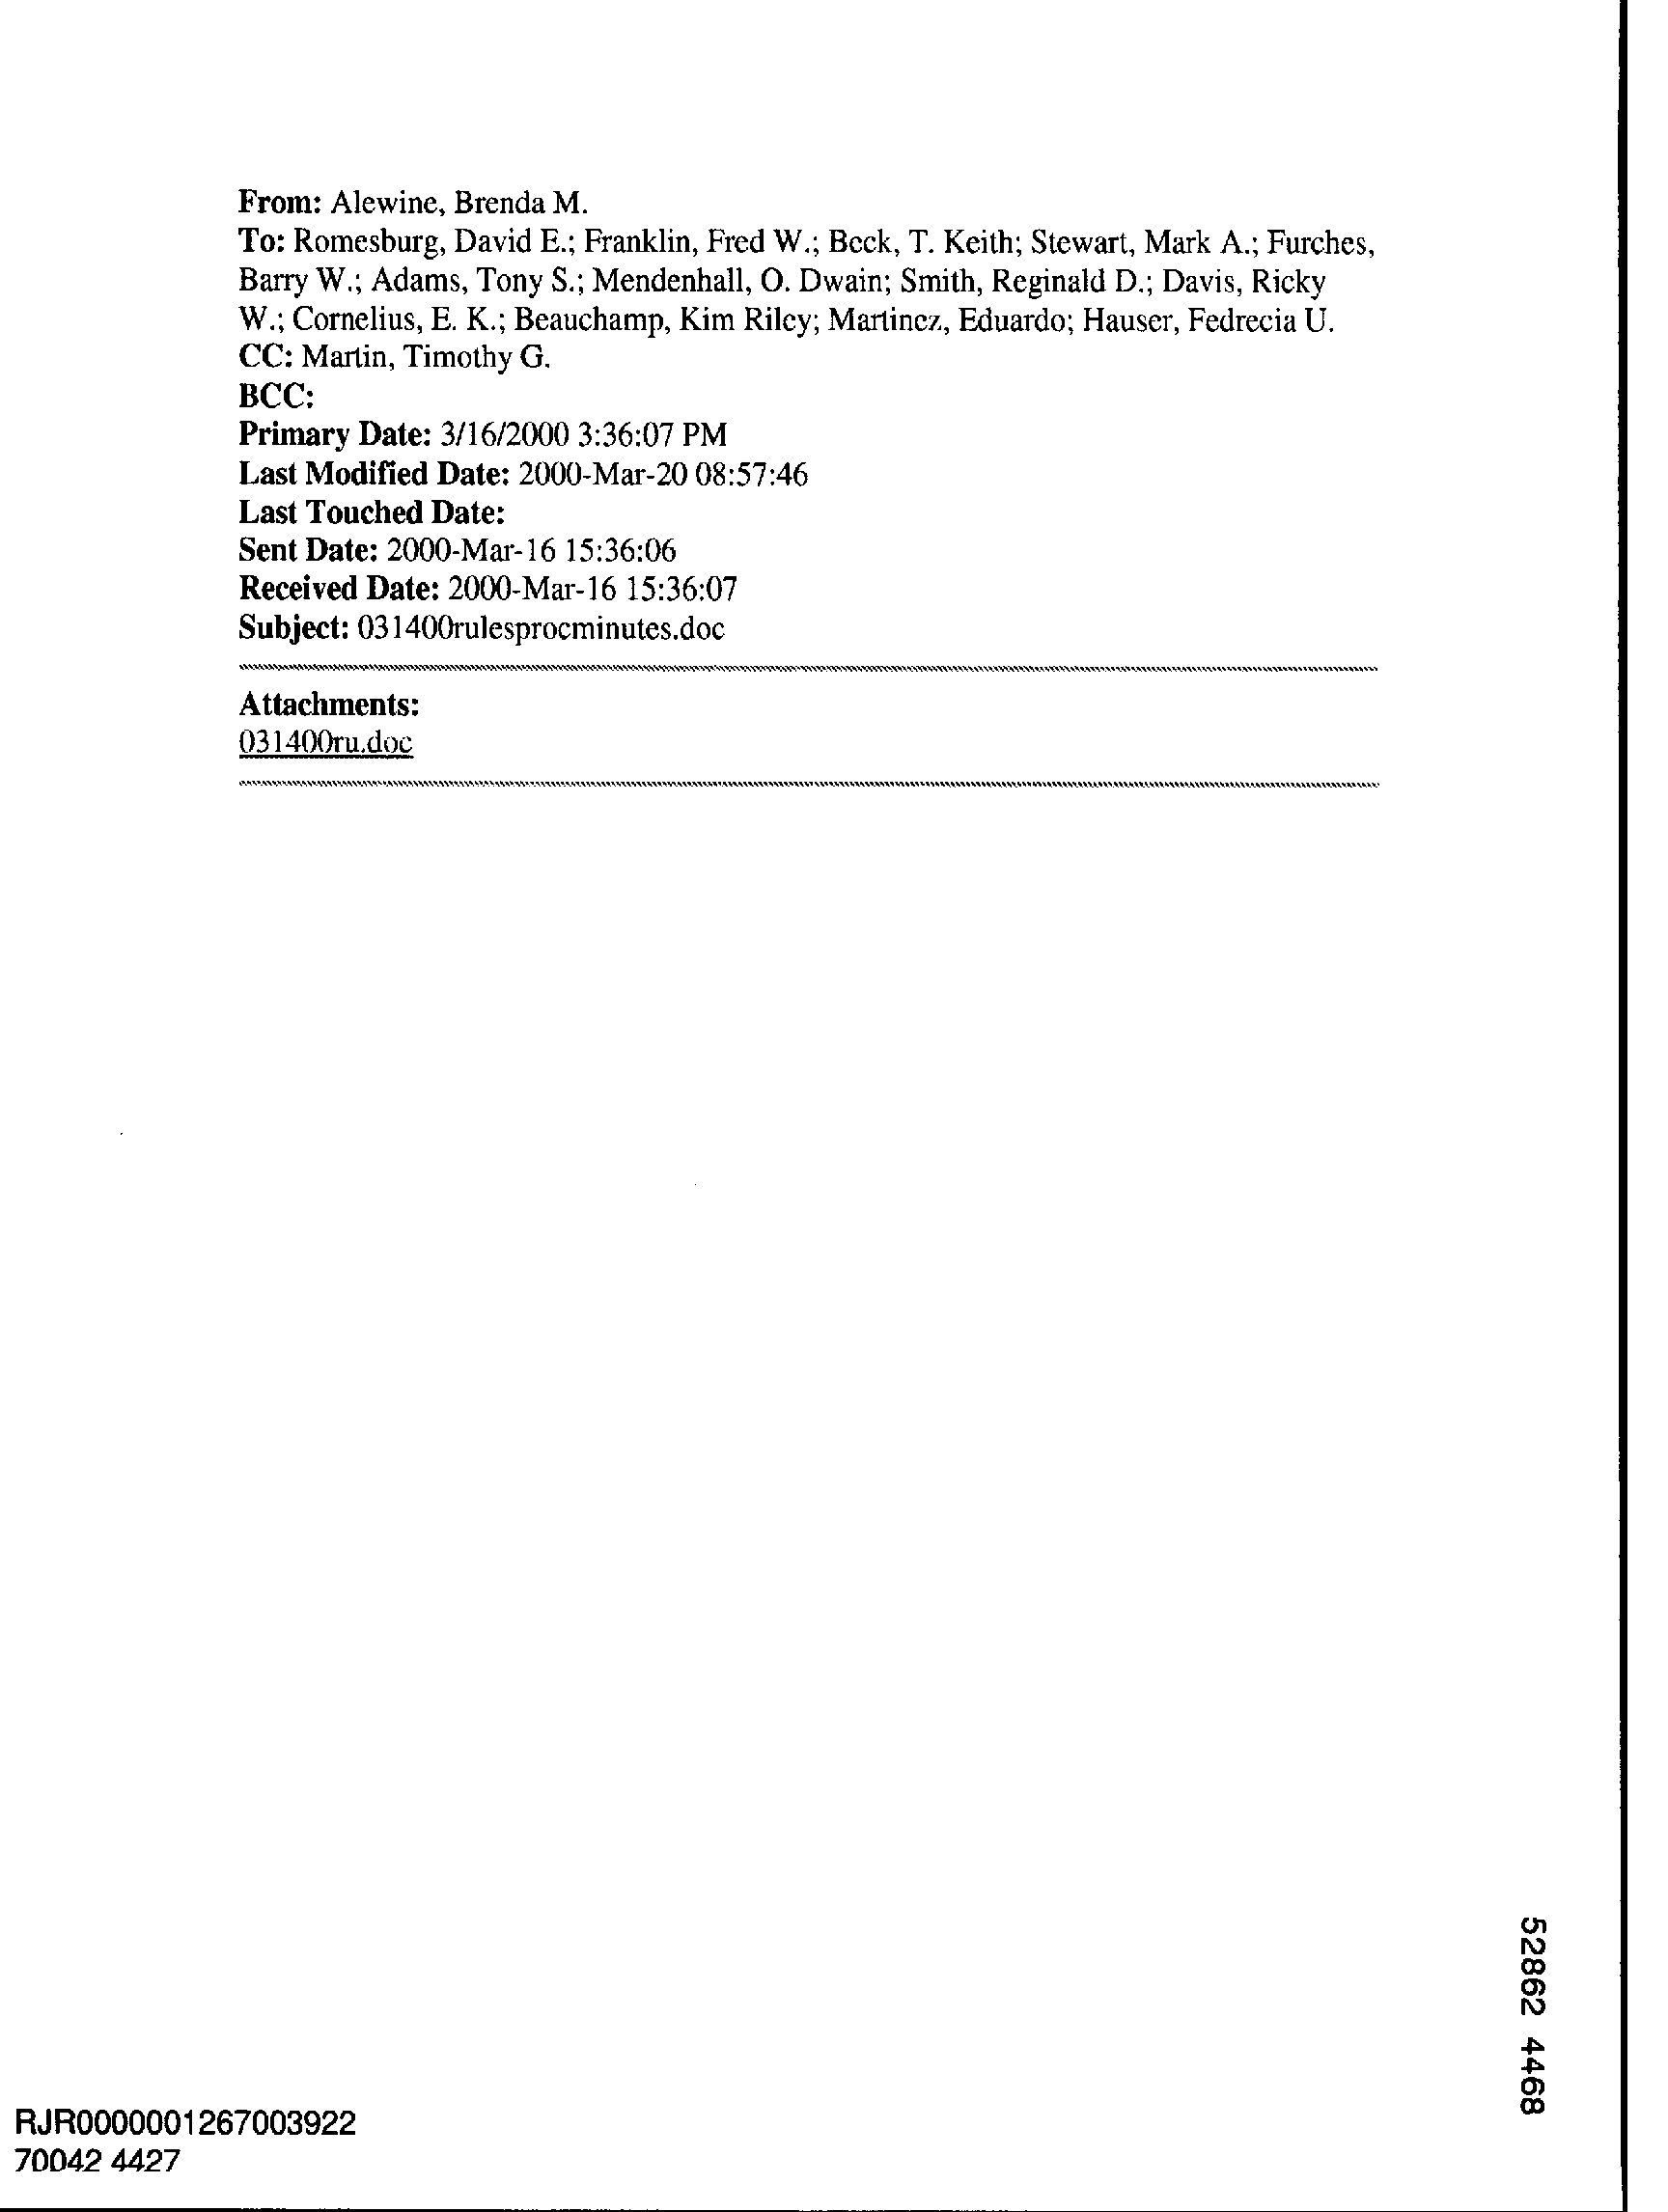 From: Alewine, Brenda M.
To: Romesburg, David E.; Franklin, Fred W.; Beck, T. Keith; Stewart, Mark A.; Furches,
Barry W.; Adams, Tony S.; Mendenhall, O. Dwain; Smith, Reginald D.; Davis, Ricky
W.; Cornelius, E. K.; Beauchamp, Kim Riley; Martinez, Eduardo; Hauser, Fedrecia U.
CC: Martin, Timothy G.
BCC:
Primary Date: 3/16/2000 3:36:07 PM
Last Modified Date: 2000-Mar-20 08:57:46
Last Touched Date:
Sent Date: 2000-Mar-16 15:36:06
Received Date: 2000-Mar-16 15:36:07
Subject: 031400rulesprocminutes.doc
Attachments:
031400ru.doc
52862 4468
RJR0000001267003922
70042 4427